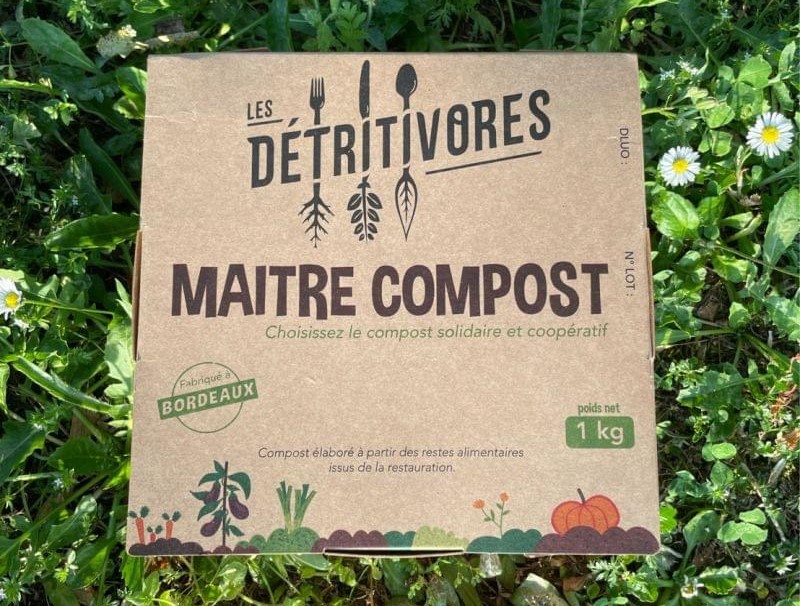 LES
DÉTRITIVORES
DLUO :
MAITRE COMPOST
N° LOT :
Choisissez le compost solidaire et coopératif
Fabriqué à
BORDEAUX
poids net
1 kg
Compost élaboré à partir des restes alimentaires
issus de la restauration.